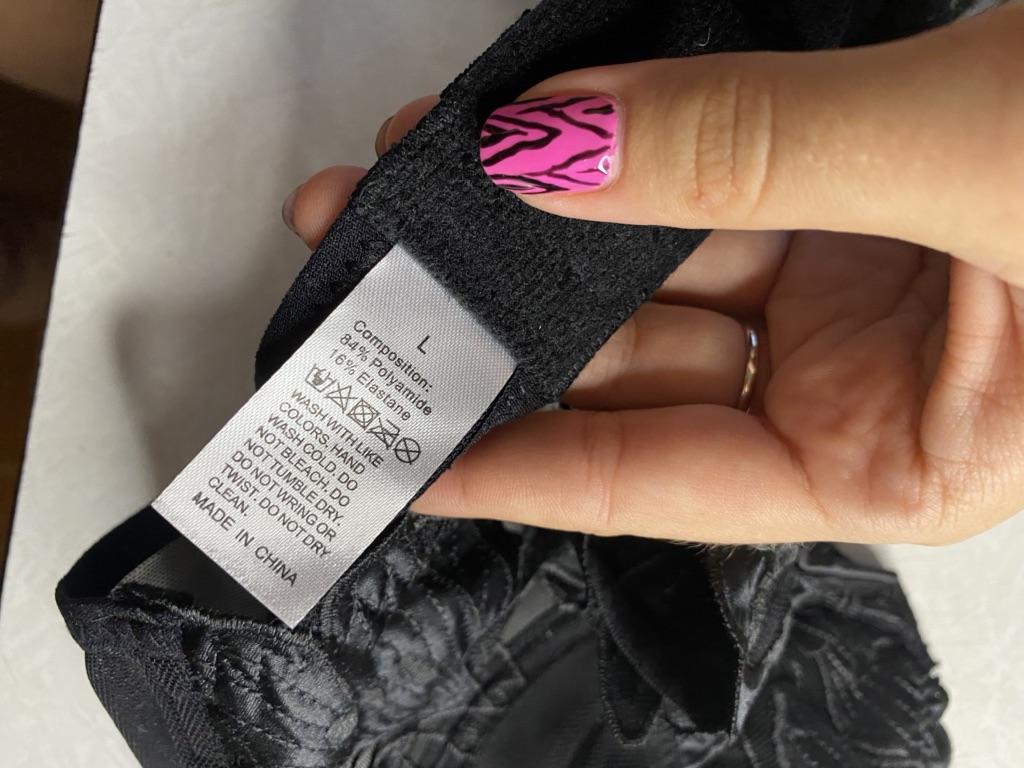 L
Composition:
84% Polyamide
16% Elastane
WASH WITH LIKE
COLORS, HAND
WASH COLD. DO
NOT BLEACH, DO
NOT TUMBLE DRY.
DO NOT WRING OR
TWIST. DO NOT DRY
CLEAN.
MADE IN CHINA